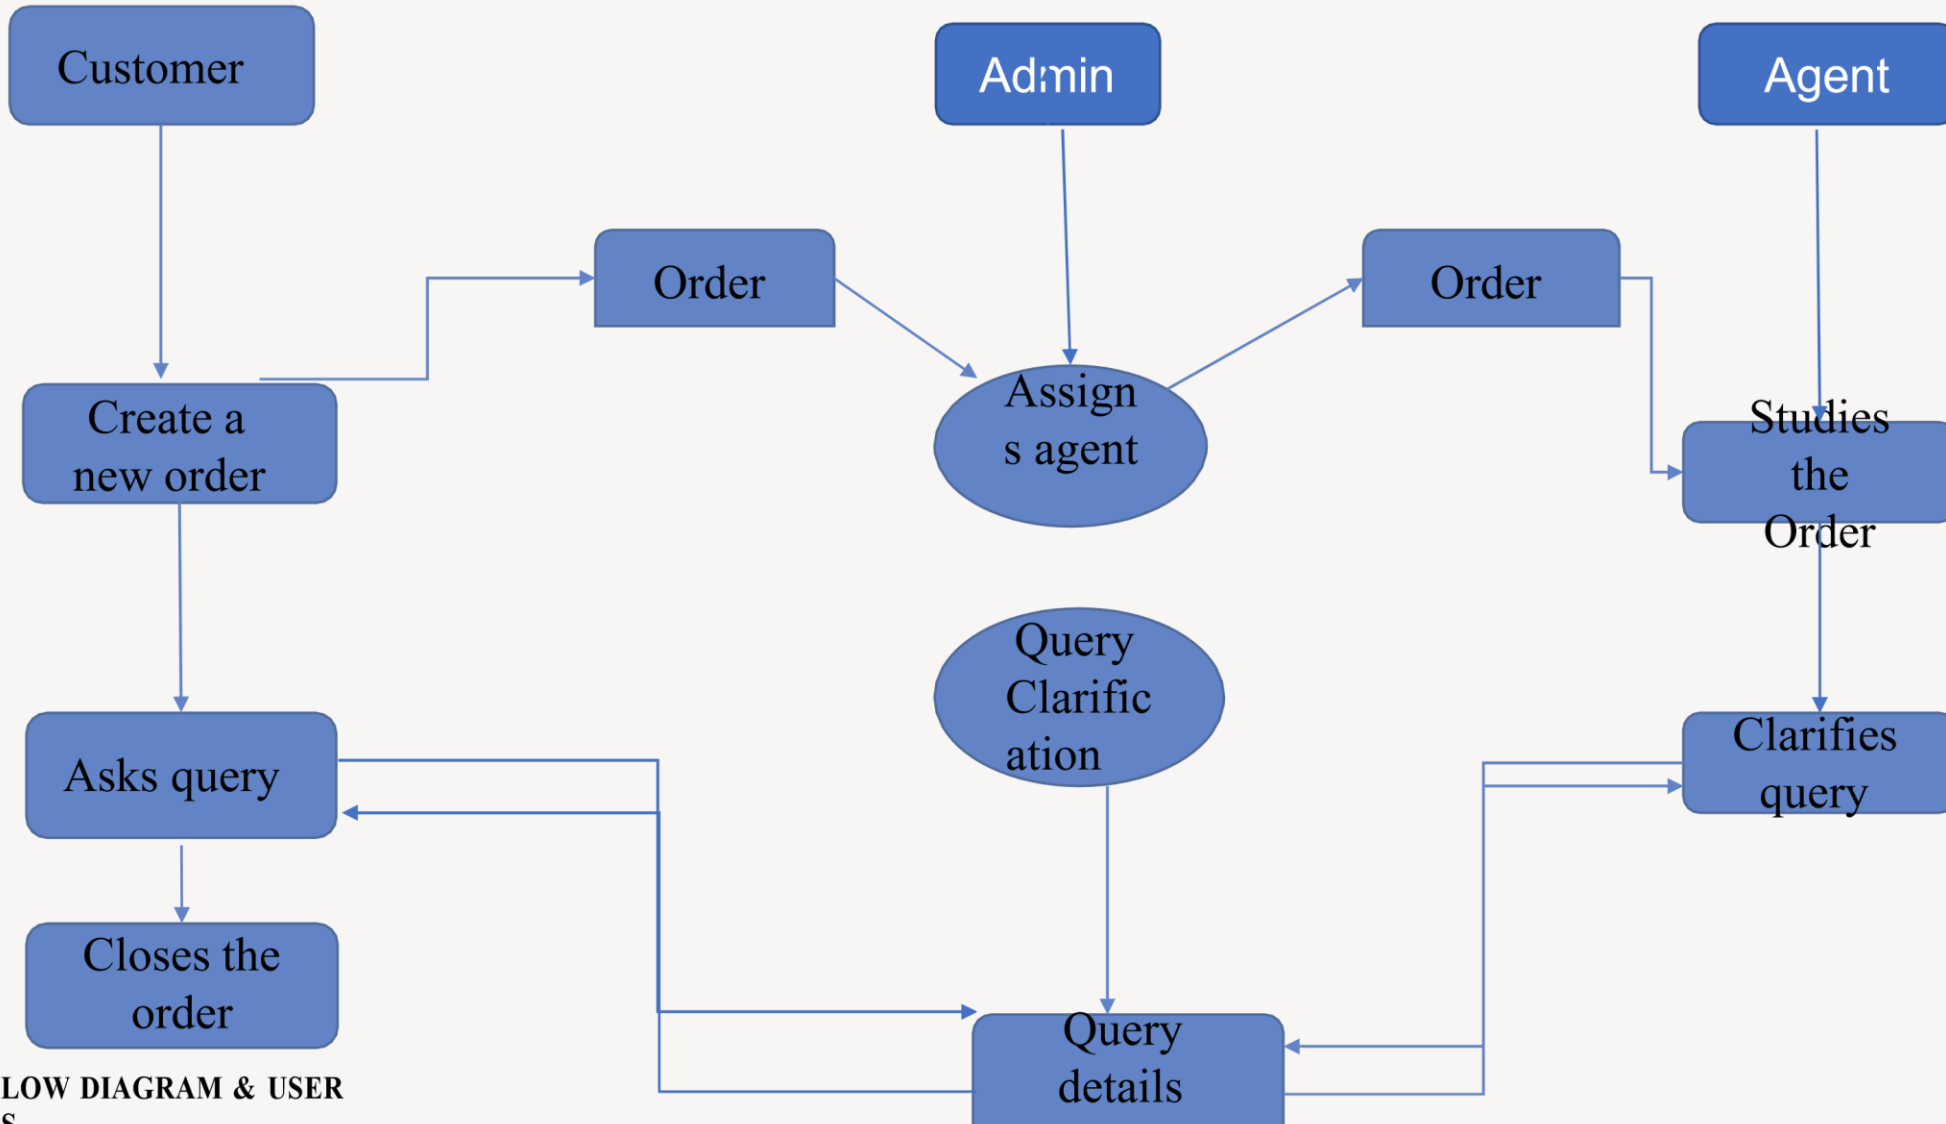 Customer
Admin
Agent
Order
Order
Assign
s agent
Create a
new order
Studies
the
Order
Query
Clarific
ation
Asks query
Clarifies
query
Closes the
order
Query
details
LOW DIAGRAM & USER
S